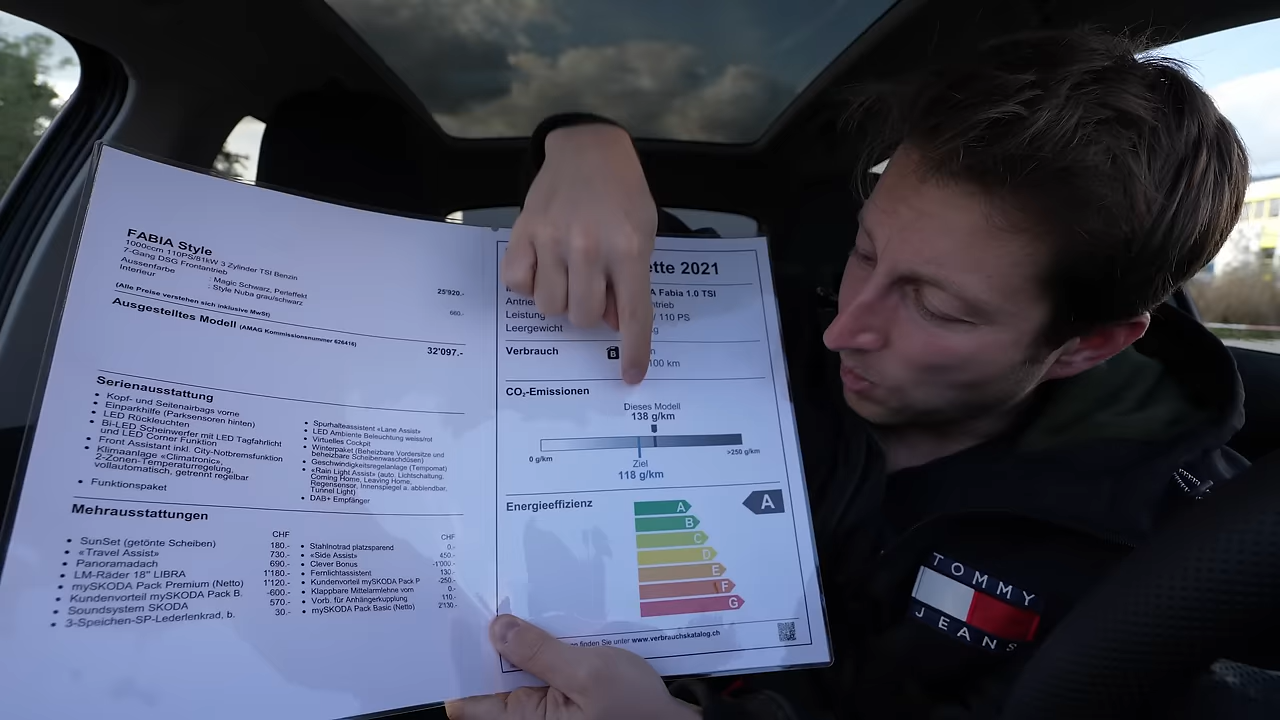 FABIA Style
1000ccm 110PS/81kW 3 Zylinder TSI Benzin
7-Gang DSG Frontantrieb
25'920.-
Aussenfarbe : Magic Schwarz, Perleffekt
660.-
Interieur : Style Nuba grau/schwarz
(Alle Preise verstehen sich inklusive MwSt)
Ausgestelltes Modell (AMAG Kommissionsnummer 626416)
32'097.-
Serienausstattung
• Kopf- und Seitenairbags vorne
• Einparkhilfe (Parksensoren hinten)
• LED Rückleuchten
• Bi-LED Scheinwerfer mit LED Tagfahrlicht
und LED Corner Funktion
• Front Assistant inkl. City-Notbremsfunktion
• Klimaanlage «Climatronic»,
2-Zonen-Temperaturregelung,
vollautomatisch, getrennt regelbar
• Funktionspaket
• Spurhalteassistent «Lane Assist»
• LED Ambiente Beleuchtung weiss/rot
• Virtuelles Cockpit
• Winterpaket (Beheizbare Vordersitze und
beheizbare Scheibenwaschdüsen)
• Geschwindigkeitsregelanlage (Tempomat)
• «Rain Light Assist» (auto. Lichtschaltung,
Coming Home, Leaving Home,
Regensensor, Innenspiegel a. abblendbar,
Tunnel Light)
• DAB+ Empfänger
Mehrausstattungen
CHF
• SunSet (getönte Scheiben) 180.-
• «Travel Assist» 730.-
• Panoramadach 690.-
• LM-Räder 18" LIBRA 1'180.-
• mySKODA Pack Premium (Netto) 1'120.-
• Kundenvorteil mySKODA Pack B. -600.-
• Soundsystem SKODA 570.-
• 3-Speichen-SP-Lederlenkrad, b. 30.-
CHF
• Stahlnotrad platzsparend 0.-
• «Side Assist» 450.-
• Clever Bonus -1'000.-
• Fernlichtassistent 130.-
• Kundenvorteil mySKODA Pack P -250.-
• Klappbare Mittelarmlehne vorn 0.-
• Vorb. für Anhängerkupplung 110.-
• mySKODA Pack Basic (Netto) 2'130.-
ette 2021
A Fabia 1.0 TSI
Antrie ntrieb
Leistung / 110 PS
Leergewicht g
Verbrauch B
100 km
CO₂-Emissionen
Dieses Modell
138 g/km
0 g/km >250 g/km
Ziel
118 g/km
Energieeffizienz
A
A
B
C
D
E
F
G
en finden Sie unter www.verbrauchskatalog.ch
TOMMY
JEANS